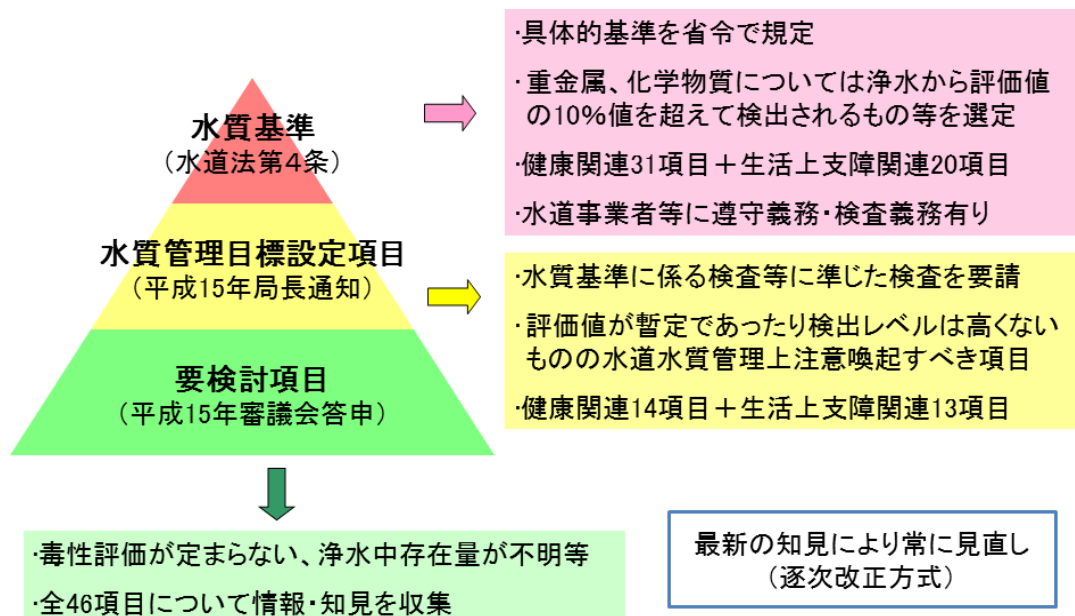 水質基準
（水道法第4条）
・具体的基準を省令で規定
・重金属、化学物質については浄水から評価値
の10%値を超えて検出されるもの等を選定
・健康関連31項目＋生活上支障関連20項目
・水道事業者等に遵守義務・検査義務有り
水質管理目標設定項目
（平成15年局長通知）
・水質基準に係る検査等に準じた検査を要請
・評価値が暫定であったり検出レベルは高くない
ものの水道水質管理上注意喚起すべき項目
・健康関連14項目＋生活上支障関連13項目
要検討項目
（平成15年審議会答申）
・毒性評価が定まらない、浄水中存在量が不明等
・全46項目について情報・知見を収集
最新の知見により常に見直し
（逐次改正方式）